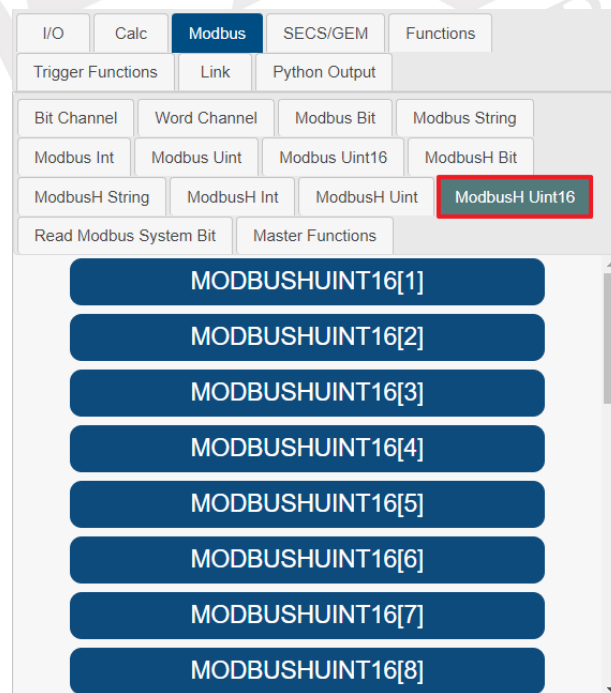 I/O Calc Modbus SECS/GEM Functions
Trigger Functions Link Python Output
Bit Channel Word Channel Modbus Bit Modbus String
Modbus Int Modbus Uint Modbus Uint16 ModbusH Bit
ModbusH String ModbusH Int ModbusH Uint ModbusH Uint16
Read Modbus System Bit Master Functions
MODBUSHUINT16[1]
MODBUSHUINT16[2]
MODBUSHUINT16[3]
MODBUSHUINT16[4]
MODBUSHUINT16[5]
MODBUSHUINT16[6]
MODBUSHUINT16[7]
MODBUSHUINT16[8]